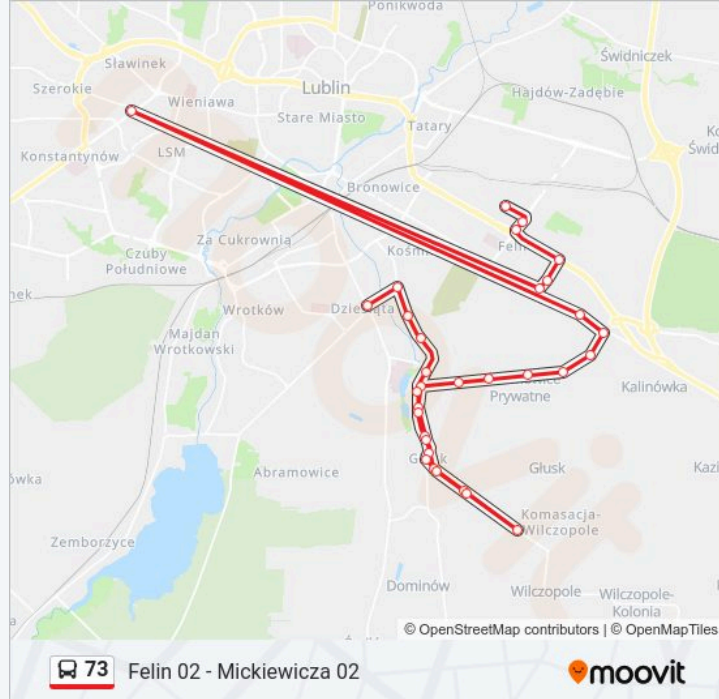 Ponikwoda
Sławinek
Świdniczek
Szerokie
Wieniawa
Lublin
Hajdów-Zadębie
Stare Miasto
Tatary
Konstantynów
LSM
Bronowice
Za Cukrownią
Czuby
Południowe
Wrotków
Dziesiąta
Majdan
Wrotkowski
Prywatne
Kalinówka
Abramowice
Głusk
Komasacja-
Wilczopole
Zemborzyce
Dominów
Wilczopole
Wilczopole-
Kolonia
© OpenStreetMap contributors | © OpenMapTiles
73 Felin 02 - Mickiewicza 02
moovit